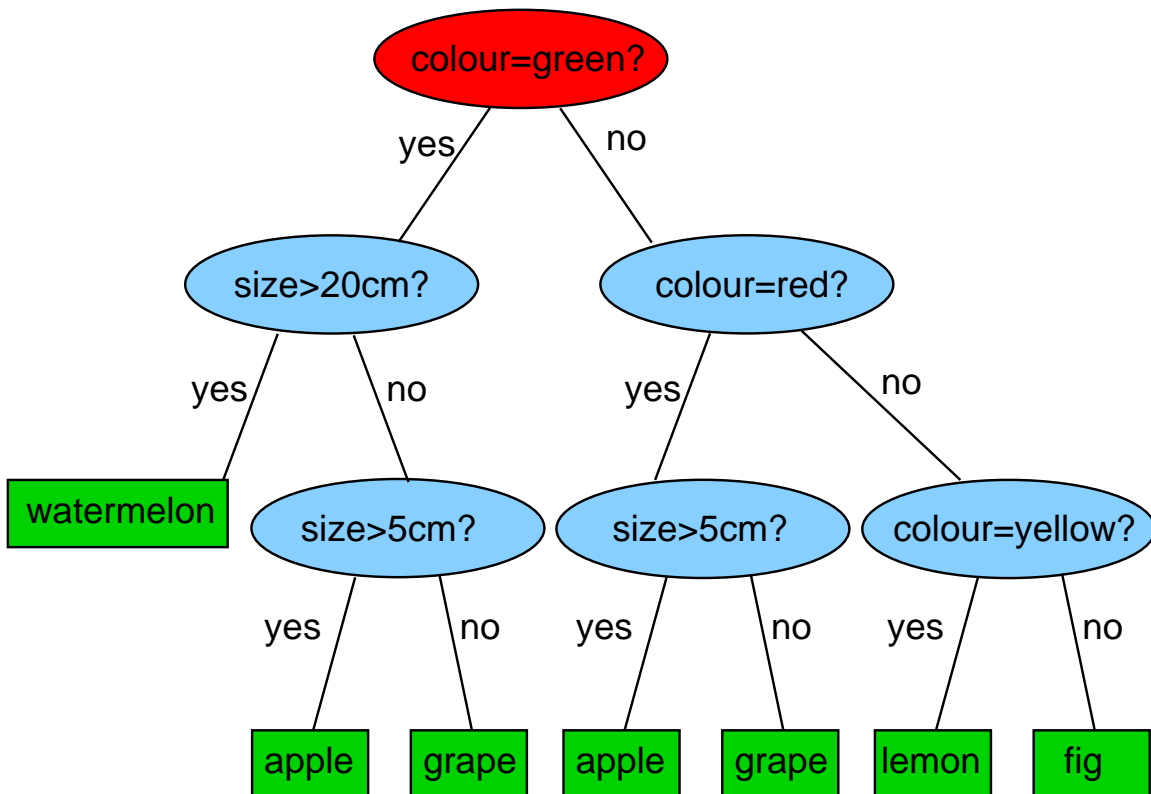 colour=green?
yes
no
size>20cm?
colour=red?
yes
no
yes
no
watermelon
size>5cm?
size>5cm?
colour=yellow?
yes
no
yes
no
yes
no
apple
grape
apple
grape
lemon
fig